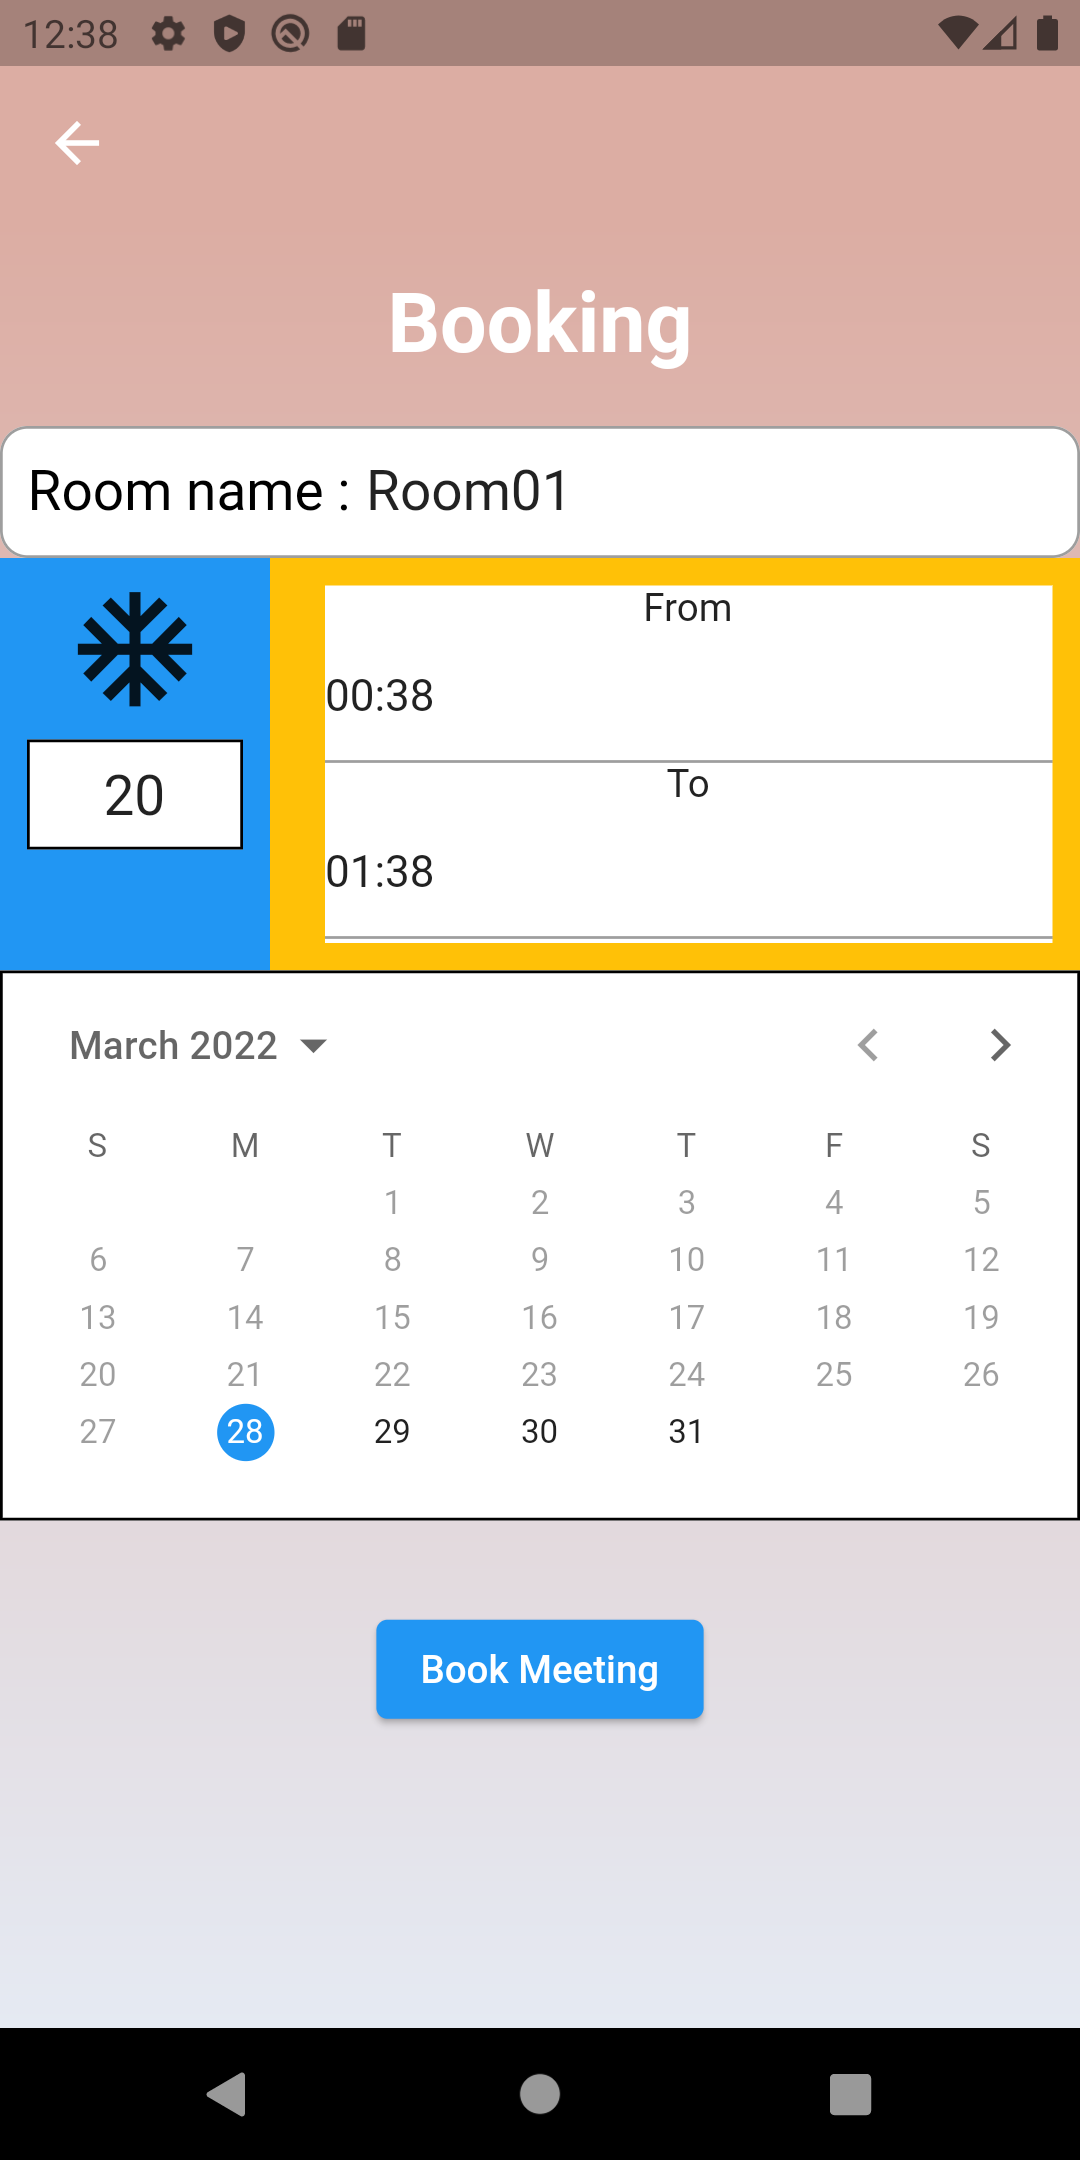 12:38
Booking
Room name : Room01
From
00:38
20
To
01:38
March 2022
S M T W T F S
1 2 3 4 5
6 7 8 9 10 11 12
13 14 15 16 17 18 19
20 21 22 23 24 25 26
27 28 29 30 31
Book Meeting